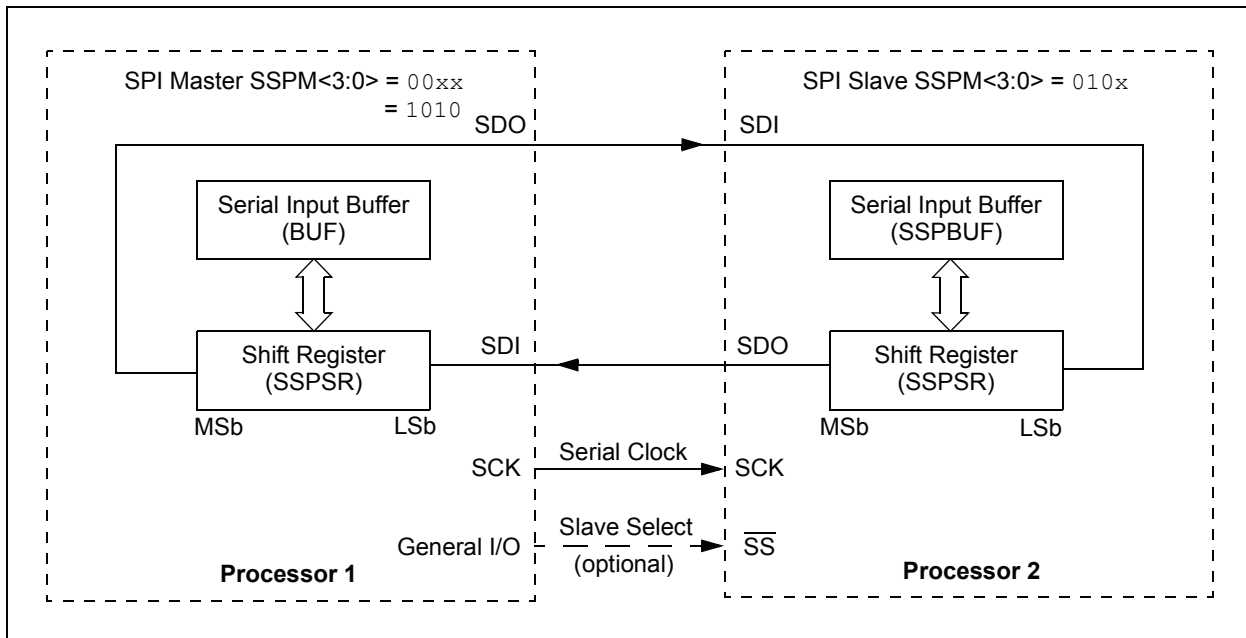 SPI Master SSPM<3:0> = 00xx
= 1010
SPI Slave SSPM<3:0> = 010x
SDO
SDI
Serial Input Buffer
(BUF)
Serial Input Buffer
(SSPBUF)
SDI
SDO
Shift Register
(SSPSR)
Shift Register
(SSPSR)
MSb
LSb
MSb
LSb
SCK
Serial Clock
SCK
General I/O
Slave Select
(optional)
SS
Processor 1
Processor 2